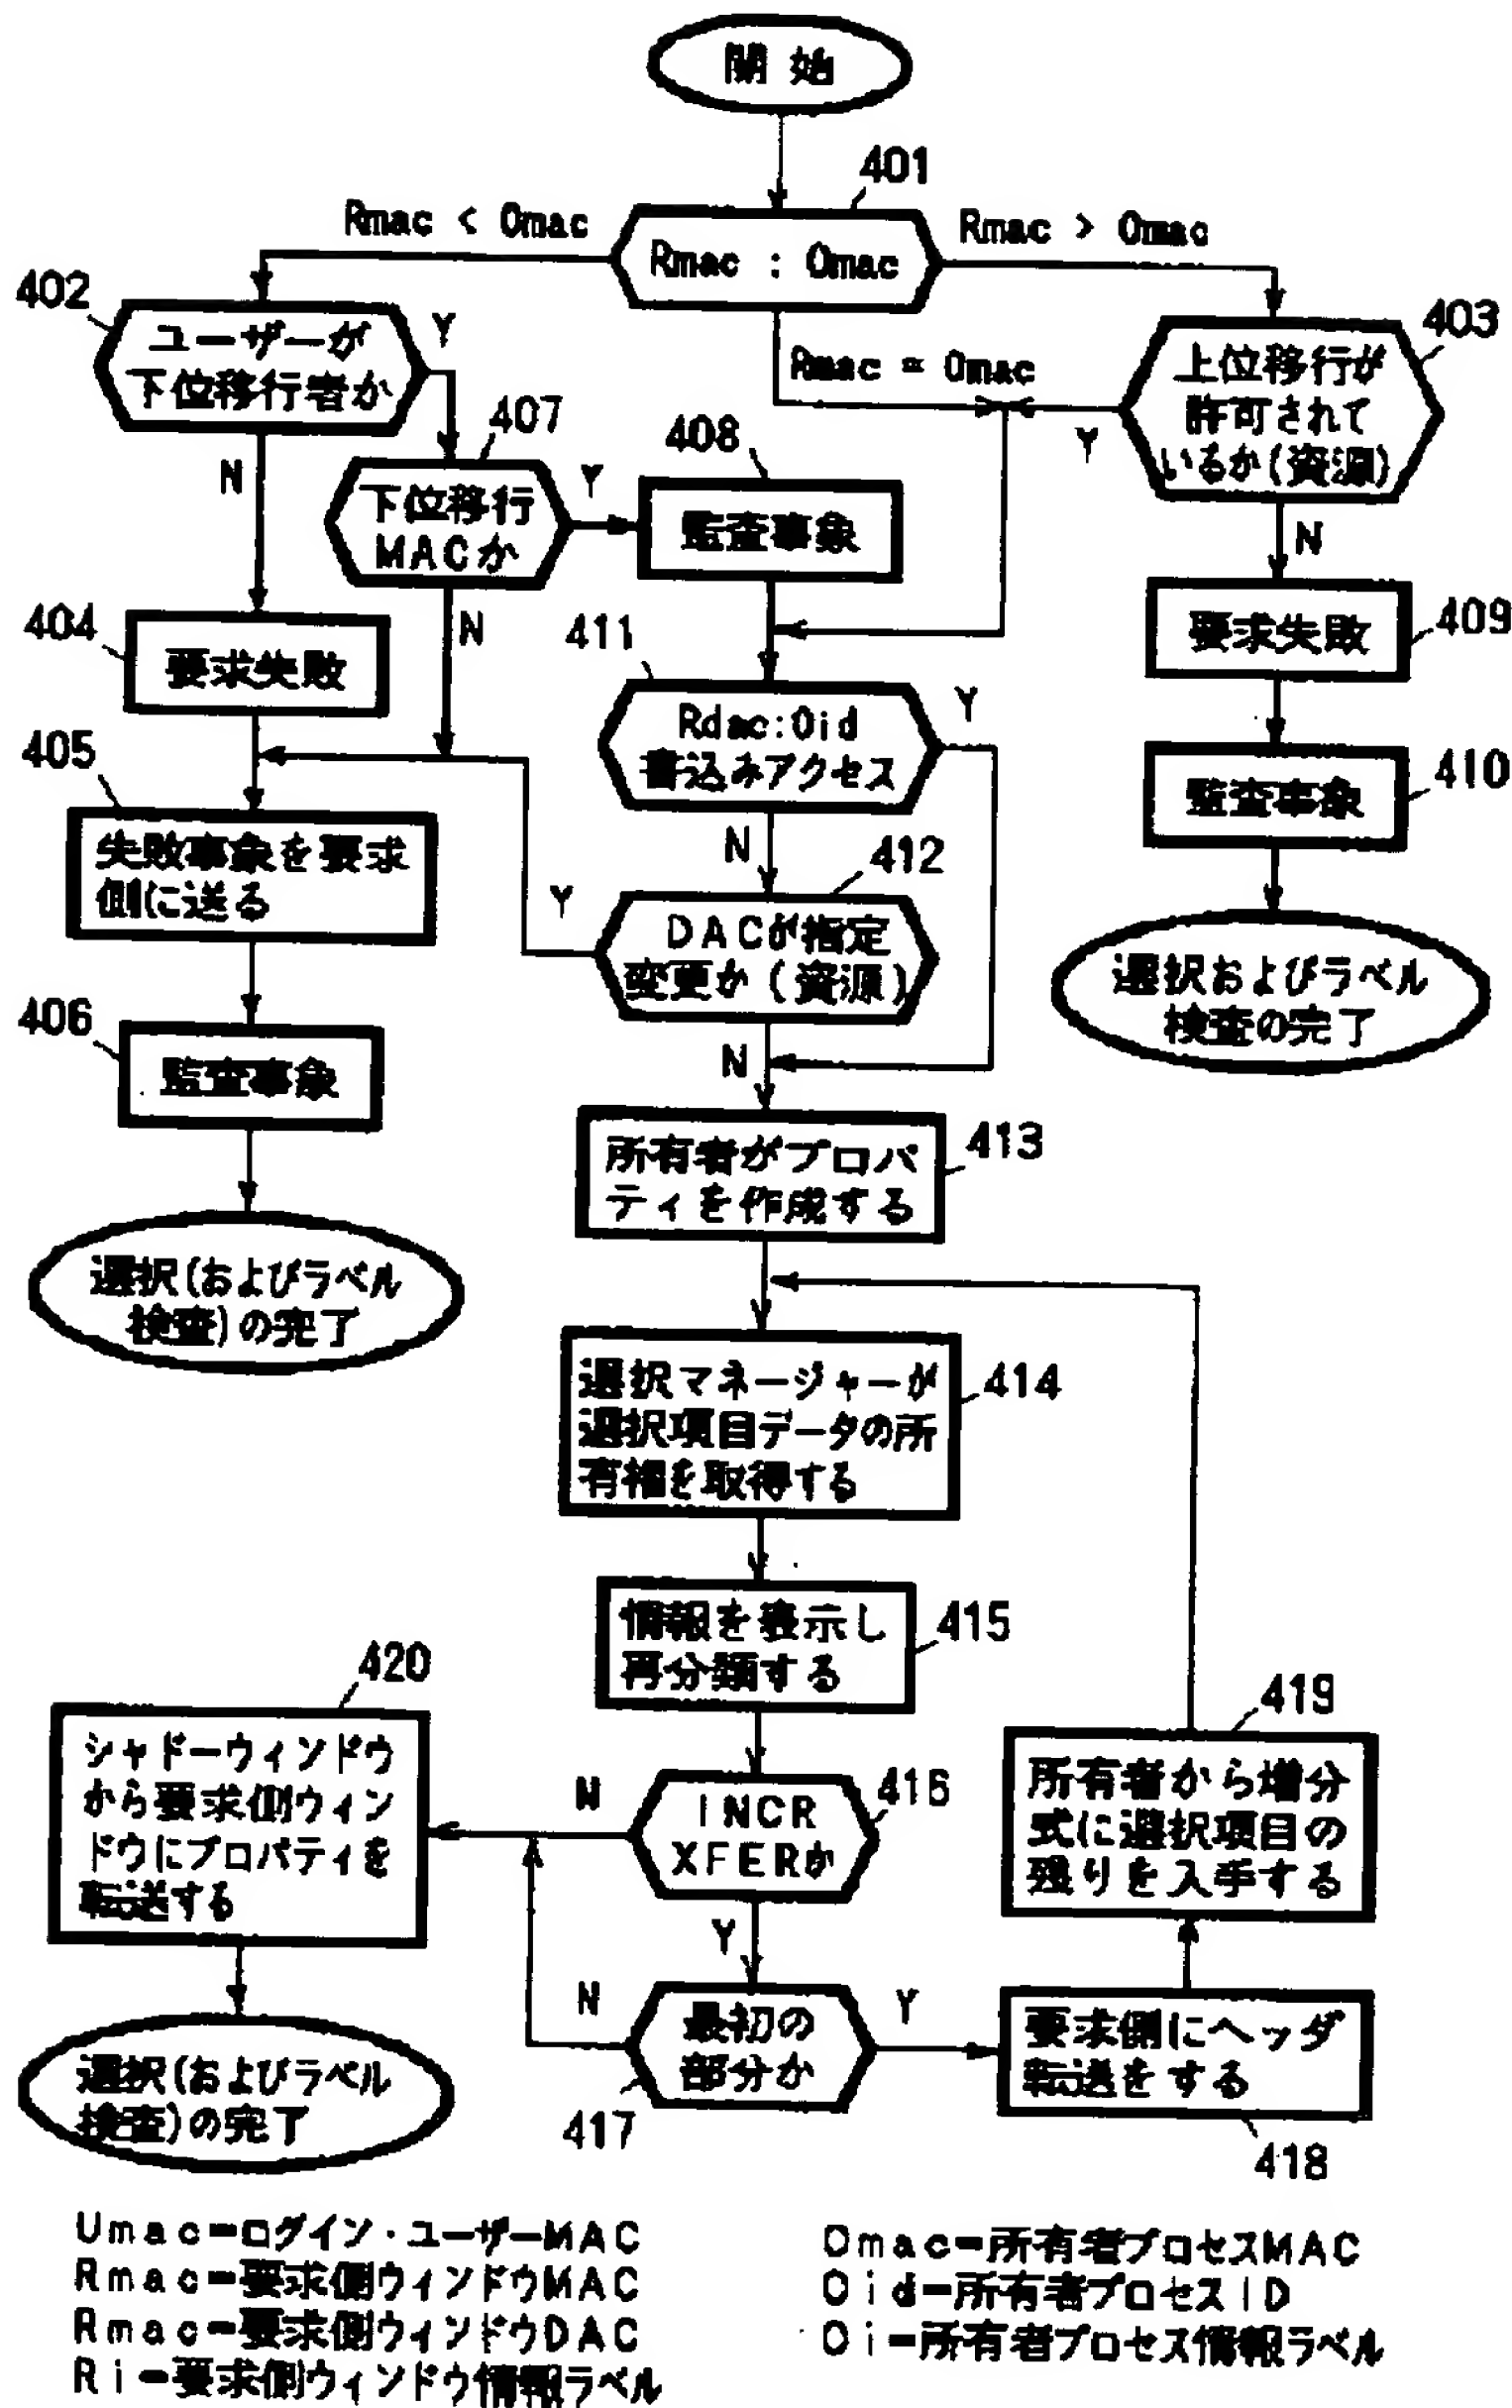 開始
401
Rmac < Omac
Rmac : Omac
Rmac > Omac
Rmac = Omac
402
ユーザーが
下位移行者か
Y
N
403
上位移行が
許可されて
いるか(資源)
Y
N
407
下位移行
MACか
Y
N
408
監査事象
404
要求失敗
409
要求失敗
411
Rdac:Oid
書込みアクセス
Y
N
405
失敗事象を要求
側に送る
410
監査事象
412
DACが指定
変更か(資源)
Y
N
選択およびラベル
検査の完了
406
監査事象
選択(およびラベル
検査)の完了
413
所有者がプロパ
ティを作成する
414
選択マネージャーが
選択項目データの所
有権を取得する
415
情報を表示し
再分類する
416
INCR
XFERか
N
Y
420
シャドーウィンドウ
から要求側ウィン
ドウにプロパティを
転送する
419
所有者から増分
式に選択項目の
残りを入手する
417
最初の
部分か
N
Y
418
要求側にヘッダ
転送をする
選択(およびラベル
検査)の完了
Umac=ログイン・ユーザーMAC
Rmac=要求側ウィンドウMAC
Rmac=要求側ウィンドウDAC
Ri=要求側ウィンドウ情報ラベル
Omac=所有者プロセスMAC
Oid=所有者プロセスID
Oi=所有者プロセス情報ラベル